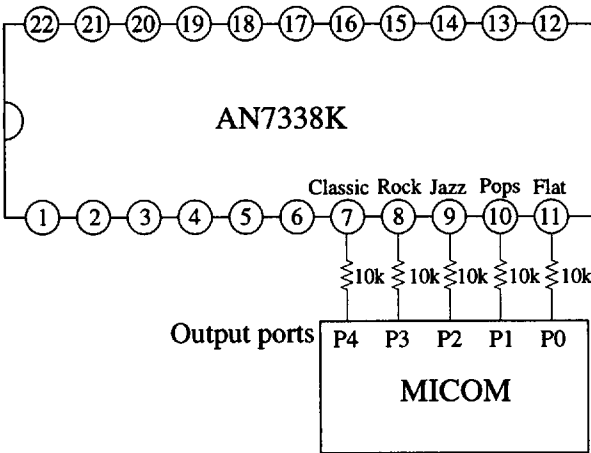 22 21 20 19 18 17 16 15 14 13 12
AN7338K
Classic Rock Jazz Pops Flat
1 2 3 4 5 6 7 8 9 10 11
10k 10k 10k 10k 10k
Output ports P4 P3 P2 P1 P0
MICOM